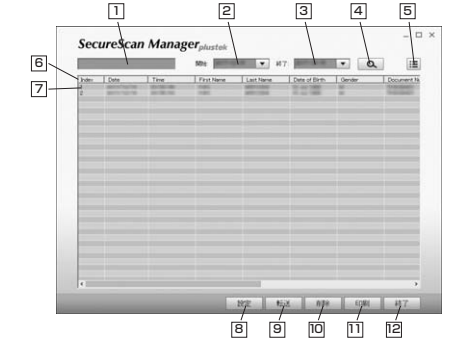 1 2 3 4 5
SecureScan Manager plustek
開始: 終了:
6 Index Date Time First Name Last Name Date of Birth Gender Document Nu
7 1
2
設定 転送 削除 印刷 終了
8 9 10 11 12